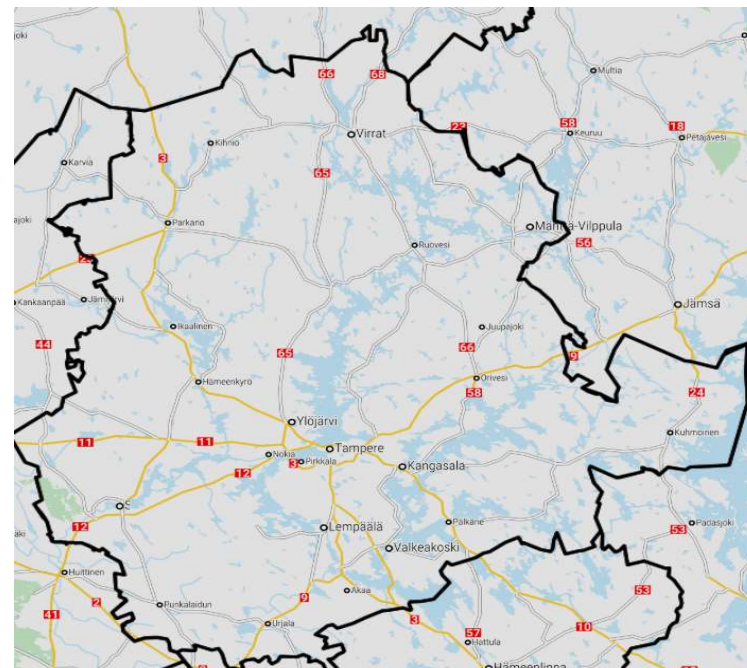 joki
66
68
Multia
3
Kihniö
Virrat
22
58
Keuruu
18
Petäjävesi
Karvia
65
Parkano
Mänttä-Vilppula
ajoki
Ruovesi
56
Kankaanpää
Jämijärvi
Jämsä
Ikaalinen
Juupajoki
44
65
66
9
Hämeenkyrö
Orivesi
58
24
Ylöjärvi
Kuhmoinen
11
11
Tampere
Nokia
3
Pirkkala
12
Kangasala
S
12
Lempäälä
Pälkäne
53
Padasjoki
Valkeakoski
Huittinen
9
Akaa
53
41
2
Punkalaidun
Urjala
3
57
10
Hattula
Hämeenlinna